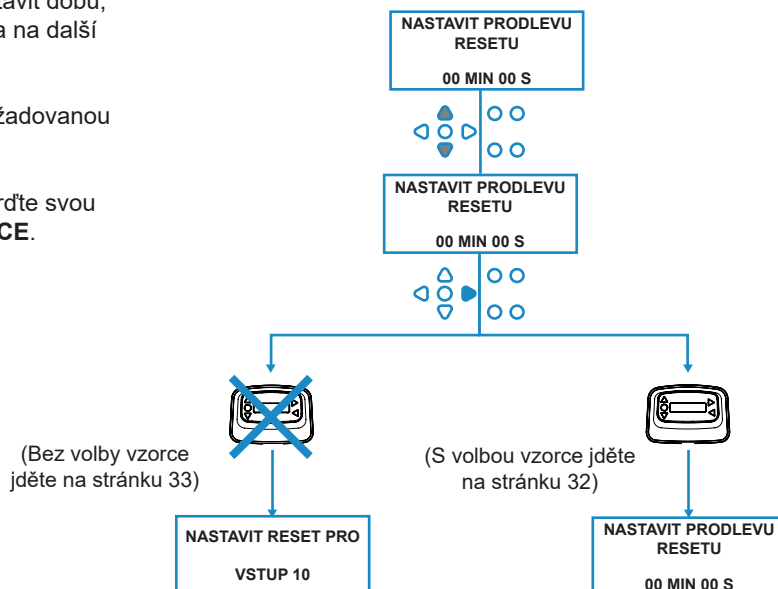 tavit dobu,
a na další
žadovanou
rďte svou
CE.
NASTAVIT PRODLEVU
RESETU
00 MIN 00 S
NASTAVIT PRODLEVU
RESETU
00 MIN 00 S
(Bez volby vzorce
jděte na stránku 33)
(S volbou vzorce jděte
na stránku 32)
NASTAVIT RESET PRO
VSTUP 10
NASTAVIT PRODLEVU
RESETU
00 MIN 00 S